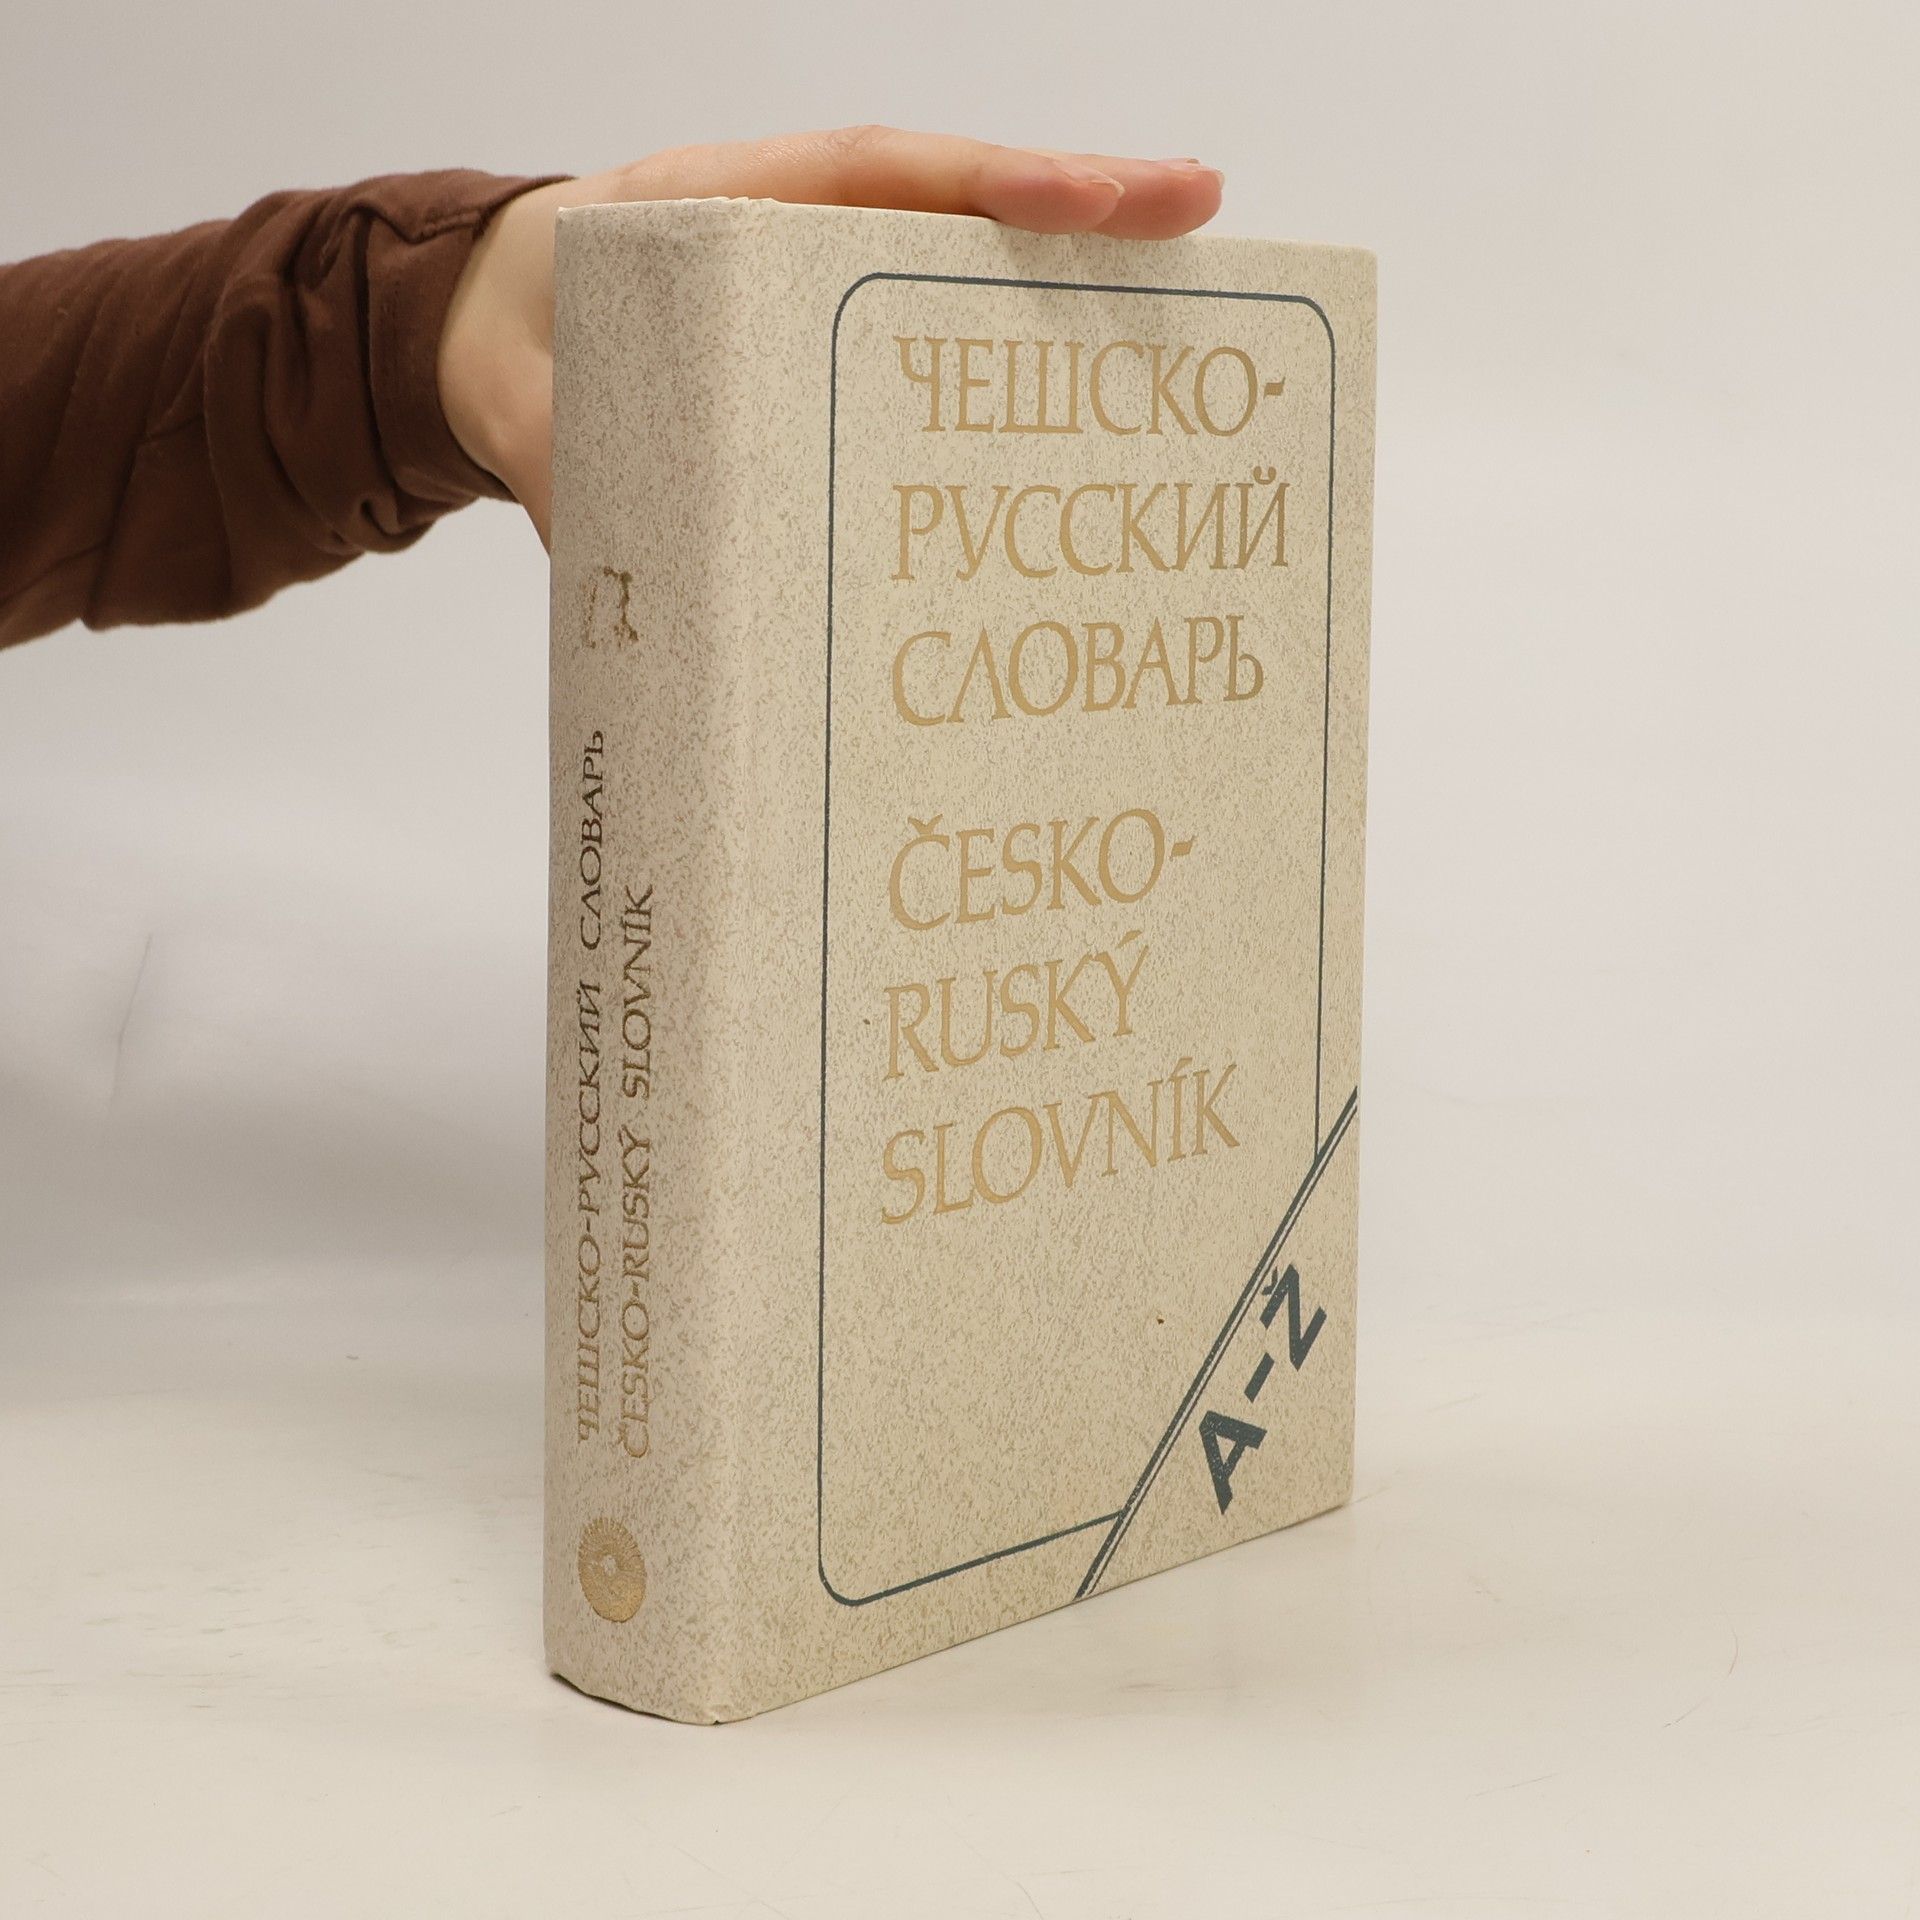 ЧЕШСКО-
РУССКИЙ
СЛОВАРЬ
ČESKO-
RUSKÝ
SLOVNÍK
A-Ž
ЧЕШСКО-РУССКИЙ СЛОВАРЬ
ČESKO-RUSKÝ SLOVNÍK